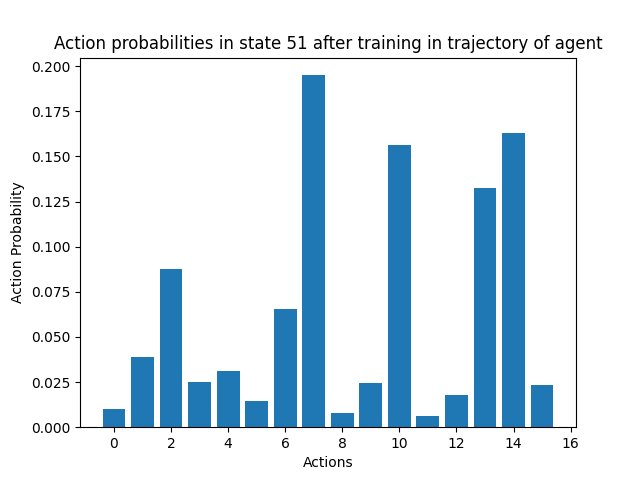 Action probabilities in state 51 after training in trajectory of agent
0.200
0.175
0.150
0.125
0.100
0.075
0.050
0.025
0.000
Action Probability
0 2 4 6 8 10 12 14 16
Actions